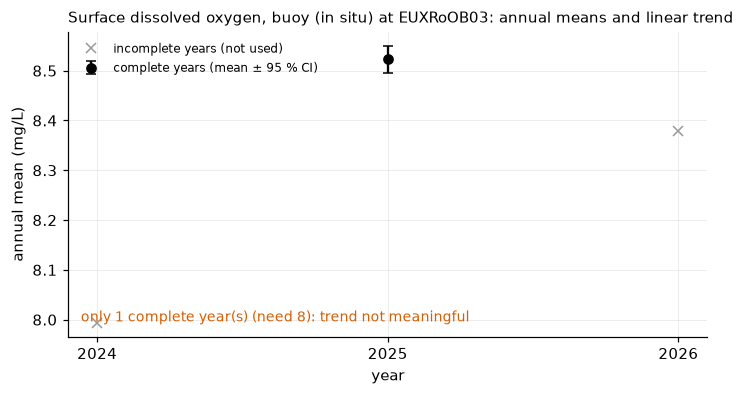 Surface dissolved oxygen, buoy (in situ) at EUXRoOB03: annual means and linear trend
incomplete years (not used)
complete years (mean ± 95 % CI)
annual mean (mg/L)
8.5
8.4
8.3
8.2
8.1
8.0
only 1 complete year(s) (need 8): trend not meaningful
2024 2025 2026
year